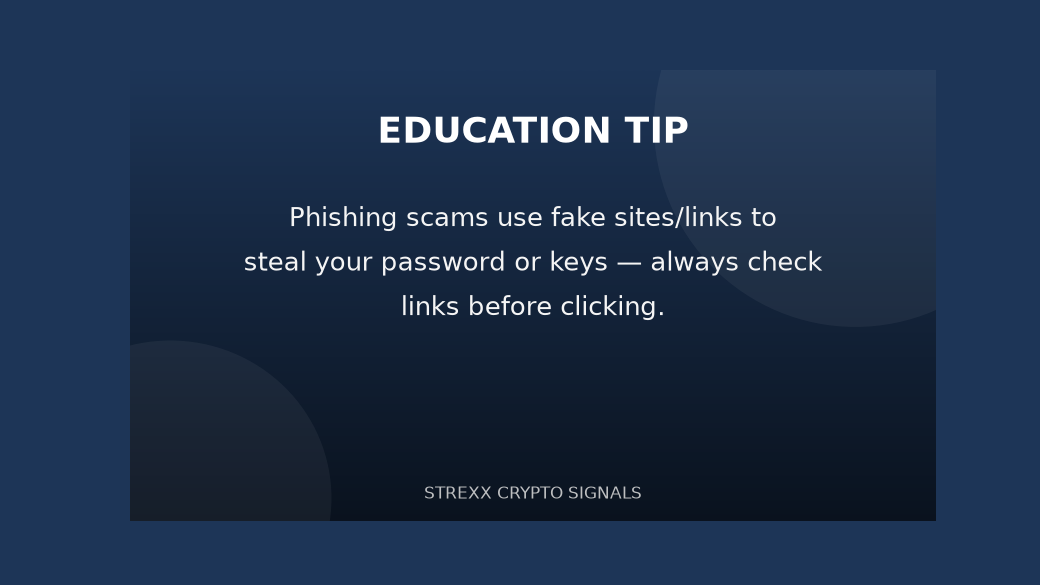 EDUCATION TIP
Phishing scams use fake sites/links to
steal your password or keys — always check
links before clicking.
STREXX CRYPTO SIGNALS